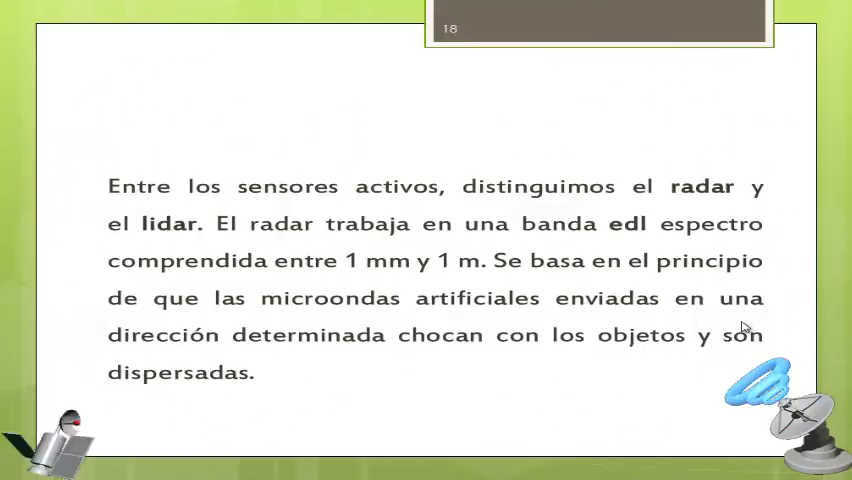 18
Entre los sensores activos, distinguimos el radar y
el lidar. El radar trabaja en una banda edl espectro
comprendida entre 1 mm y 1 m. Se basa en el principio
de que las microondas artificiales enviadas en una
dirección determinada chocan con los objetos y son
dispersadas.